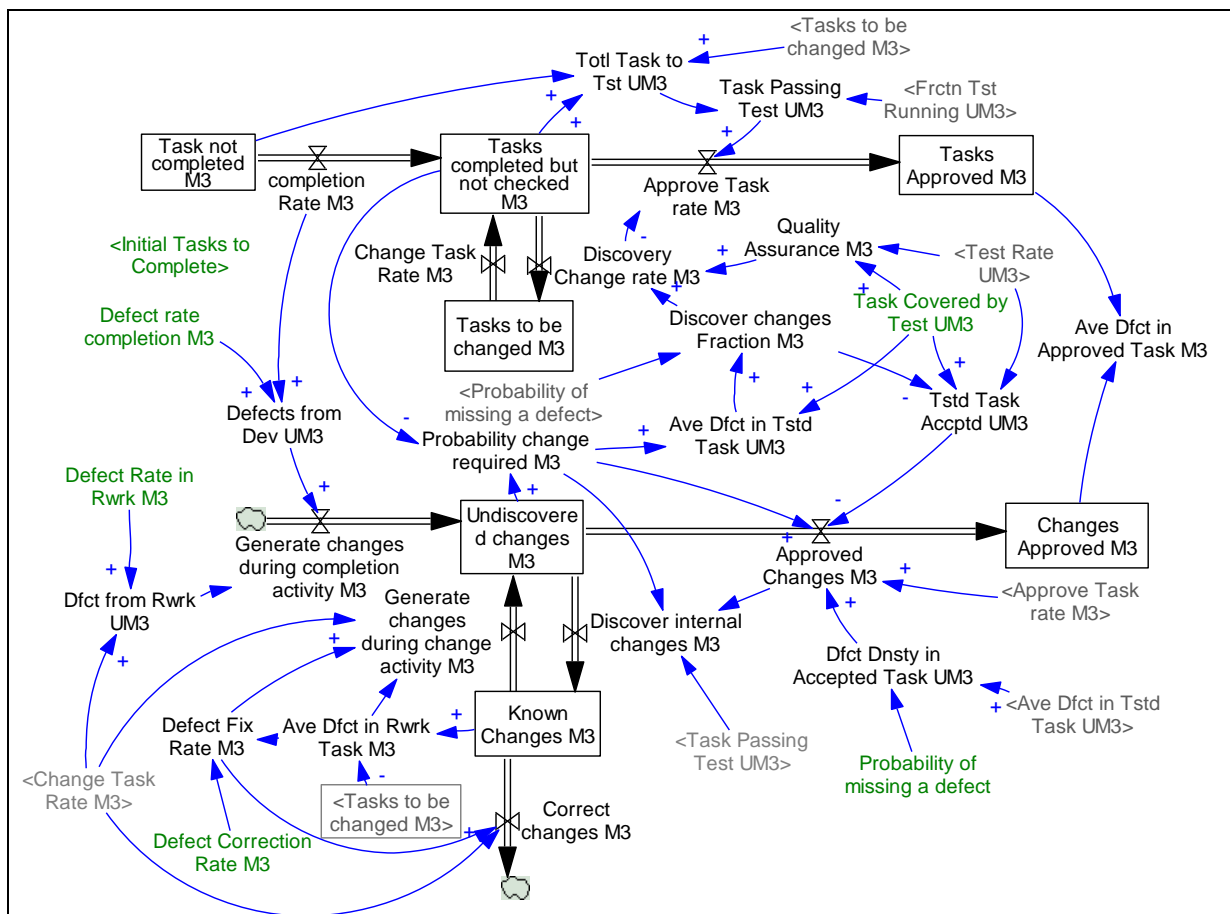 <Tasks to be
changed M3>
+
Totl Task to
Tst UM3
+
Task Passing
Test UM3
<Frctn Tst
Running UM3>
+
+
+
+
Task not
completed
M3
completion
Rate M3
Tasks
completed but
not checked
M3
Approve Task
rate M3
Tasks
Approved M3
<Initial Tasks to
Complete>
Change Task
Rate M3
-
Discovery
Change rate M3
+
Quality
Assurance M3
<Test Rate
UM3>
+
+
Task Covered by
Test UM3
Defect rate
completion M3
Tasks to be
changed M3
Discover changes
Fraction M3
Ave Dfct in
Approved Task M3
<Probability of
missing a defect>
+
+
+
-
Tstd Task
Accptd UM3
+
+
Defects from
Dev UM3
-
Probability change
required M3
+
Ave Dfct in Tstd
Task UM3
Defect Rate in
Rwrk M3
+
+
-
Undiscovere
d changes
M3
Generate changes
during completion
activity M3
+
Approved
Changes M3
Changes
Approved M3
+
Dfct from Rwrk
UM3
+
+
<Approve Task
rate M3>
Generate
changes
during change
activity M3
+
Discover internal
changes M3
+
Dfct Dnsty in
Accepted Task UM3
+
<Ave Dfct in Tstd
Task UM3>
Defect Fix
Rate M3
Ave Dfct in Rwrk
Task M3
+
Known
Changes M3
<Change Task
Rate M3>
-
<Task Passing
Test UM3>
Probability of
missing a defect
<Tasks to be
changed M3>
+
Correct
changes M3
Defect Correction
Rate M3